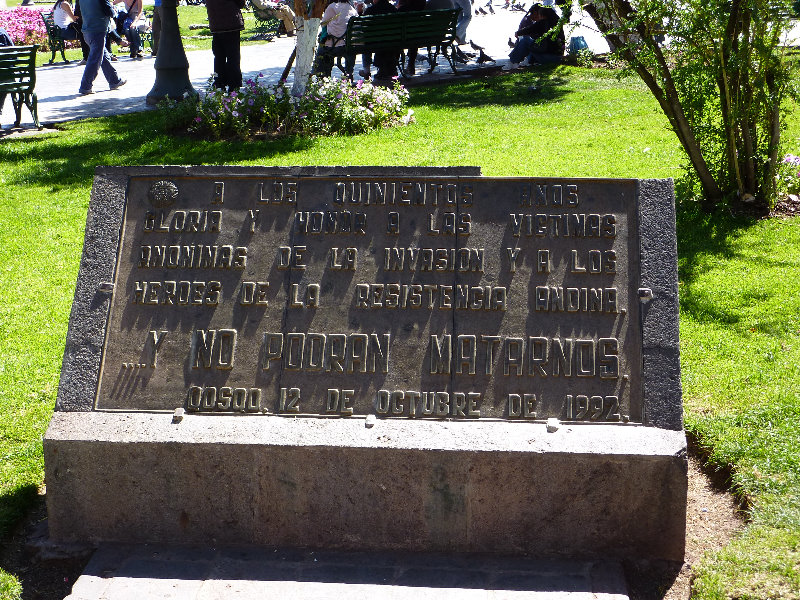 A LOS QUINIENTOS AÑOS
GLORIA Y HONOR A LAS VICTIMAS
ANONINAS DE LA INVASION Y A LOS
HEROES DE LA RESISTENCIA ANDINA.
....Y NO PODRAN MATARNOS.
QOSQO. 12 DE OCTUBRE DE 1992.